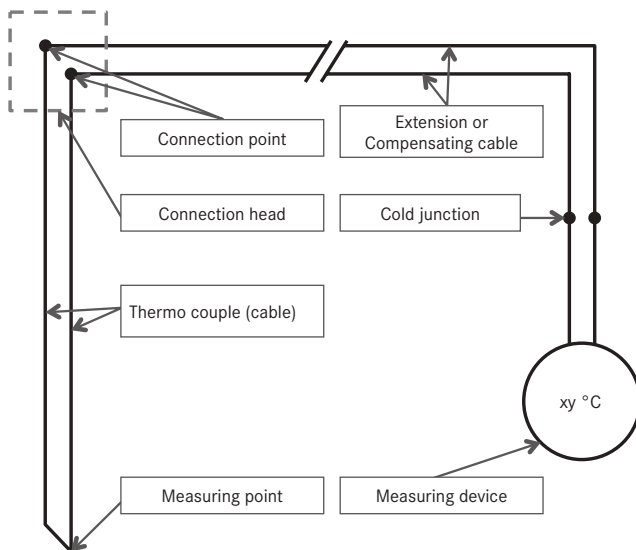 Connection point
Extension or
Compensating cable
Connection head
Cold junction
Thermo couple (cable)
xy °C
Measuring point
Measuring device